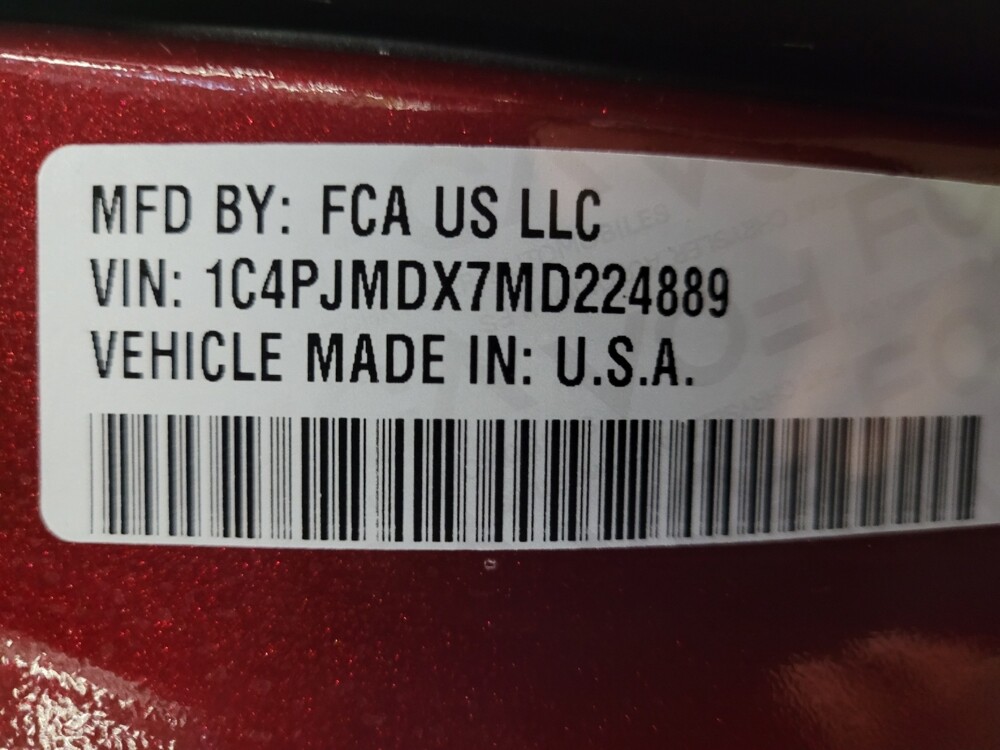 MFD BY: FCA US LLC
VIN: 1C4PJMDX7MD224889
VEHICLE MADE IN: U.S.A.